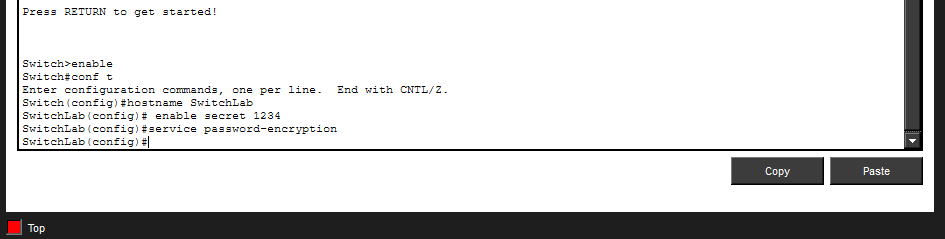 Press RETURN to get started!
Switch>enable
Switch#conf t
Enter configuration commands, one per line.  End with CNTL/Z.
Switch(config)#hostname SwitchLab
SwitchLab(config)# enable secret 1234
SwitchLab(config)#service password-encryption
SwitchLab(config)#
Copy
Paste
Top